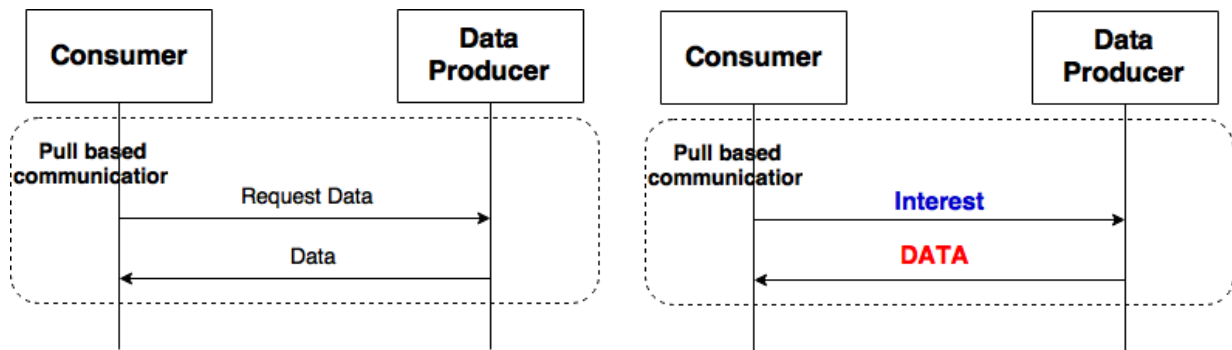 Consumer
Data
Producer
Pull based
communicatior
Request Data
Data
Consumer
Data
Producer
Pull based
communicatior
Interest
DATA